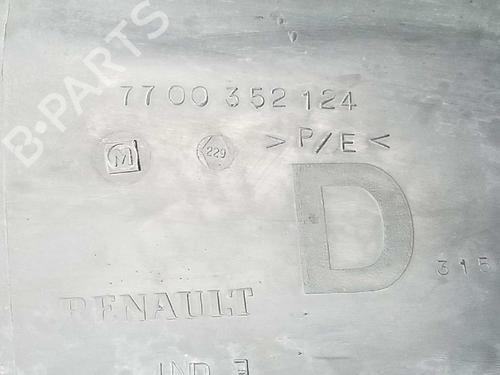 B-PARTS
7700 352 124
M 229 >P/E<
D
315
RENAULT
IND 3